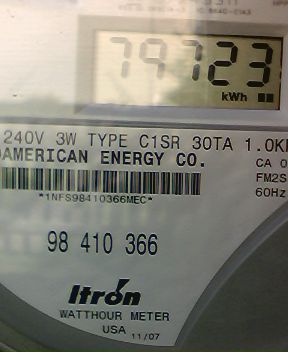 79723
kWh
240V 3W TYPE C1SR 30TA 1.0K
AMERICAN ENERGY CO.
CA 0
FM2S
60Hz
*1NFS98410366MEC*
98 410 366
Itron
WATTHOUR METER
USA 11/07